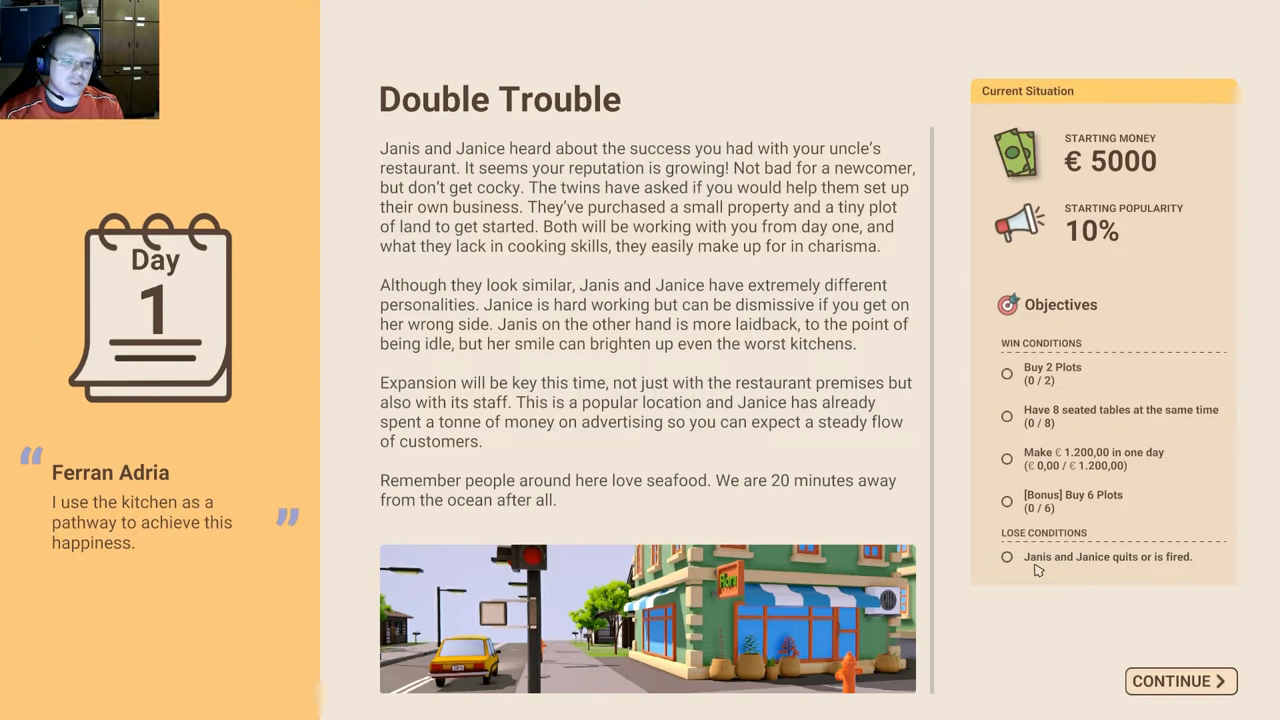 Day
1
“
Ferran Adria
I use the kitchen as a
pathway to achieve this
happiness.
”
Double Trouble
Janis and Janice heard about the success you had with your uncle’s
restaurant. It seems your reputation is growing! Not bad for a newcomer,
but don’t get cocky. The twins have asked if you would help them set up
their own business. They’ve purchased a small property and a tiny plot
of land to get started. Both will be working with you from day one, and
what they lack in cooking skills, they easily make up for in charisma.
Although they look similar, Janis and Janice have extremely different
personalities. Janice is hard working but can be dismissive if you get on
her wrong side. Janis on the other hand is more laidback, to the point of
being idle, but her smile can brighten up even the worst kitchens.
Expansion will be key this time, not just with the restaurant premises but
also with its staff. This is a popular location and Janice has already
spent a tonne of money on advertising so you can expect a steady flow
of customers.
Remember people around here love seafood. We are 20 minutes away
from the ocean after all.
Current Situation
STARTING MONEY
€ 5000
STARTING POPULARITY
10%
Objectives
WIN CONDITIONS
Buy 2 Plots
(0 / 2)
Have 8 seated tables at the same time
(0 / 8)
Make € 1.200,00 in one day
(€ 0,00 / € 1.200,00)
[Bonus] Buy 6 Plots
(0 / 6)
LOSE CONDITIONS
Janis and Janice quits or is fired.
CONTINUE